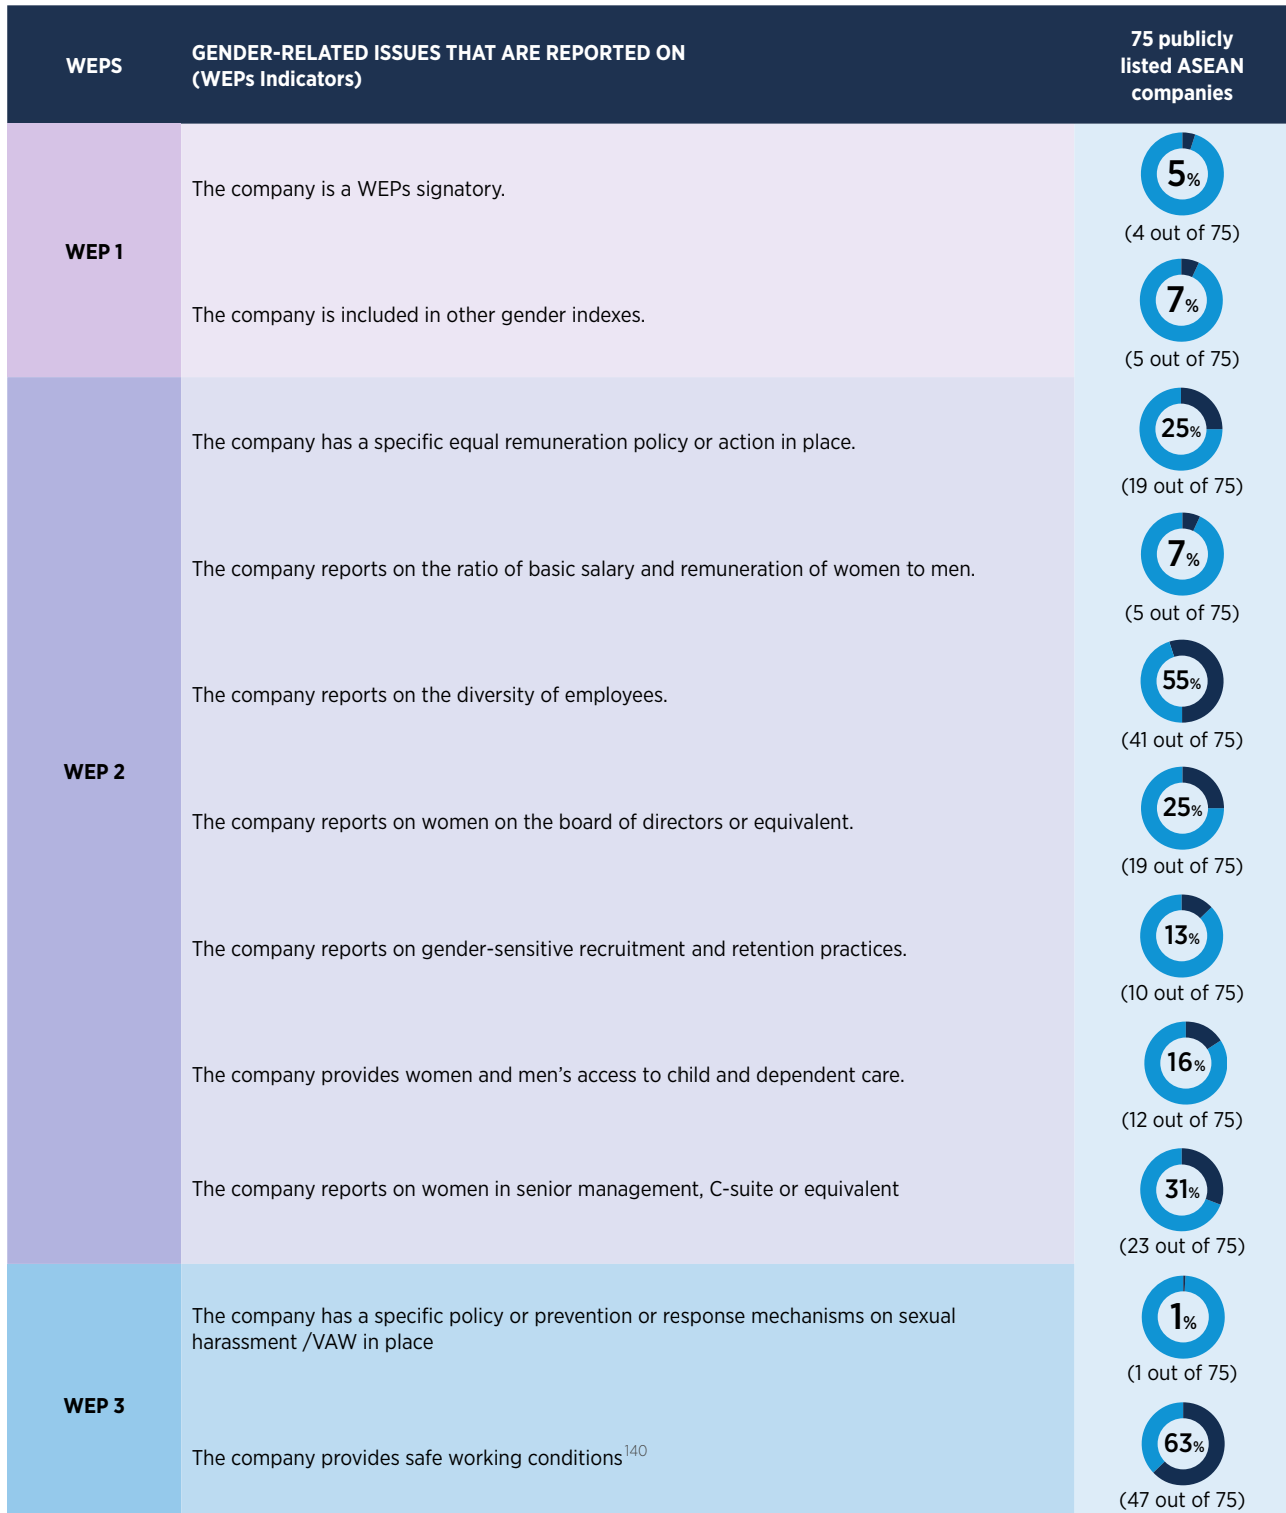 WEPS
GENDER-RELATED ISSUES THAT ARE REPORTED ON
(WEPs Indicators)
75 publicly
listed ASEAN
companies
WEP 1
The company is a WEPs signatory.
5%
(4 out of 75)
The company is included in other gender indexes.
7%
(5 out of 75)
WEP 2
The company has a specific equal remuneration policy or action in place.
25%
(19 out of 75)
The company reports on the ratio of basic salary and remuneration of women to men.
7%
(5 out of 75)
The company reports on the diversity of employees.
55%
(41 out of 75)
The company reports on women on the board of directors or equivalent.
25%
(19 out of 75)
The company reports on gender-sensitive recruitment and retention practices.
13%
(10 out of 75)
The company provides women and men’s access to child and dependent care.
16%
(12 out of 75)
The company reports on women in senior management, C-suite or equivalent
31%
(23 out of 75)
WEP 3
The company has a specific policy or prevention or response mechanisms on sexual
harassment /VAW in place
1%
(1 out of 75)
The company provides safe working conditions 140
63%
(47 out of 75)